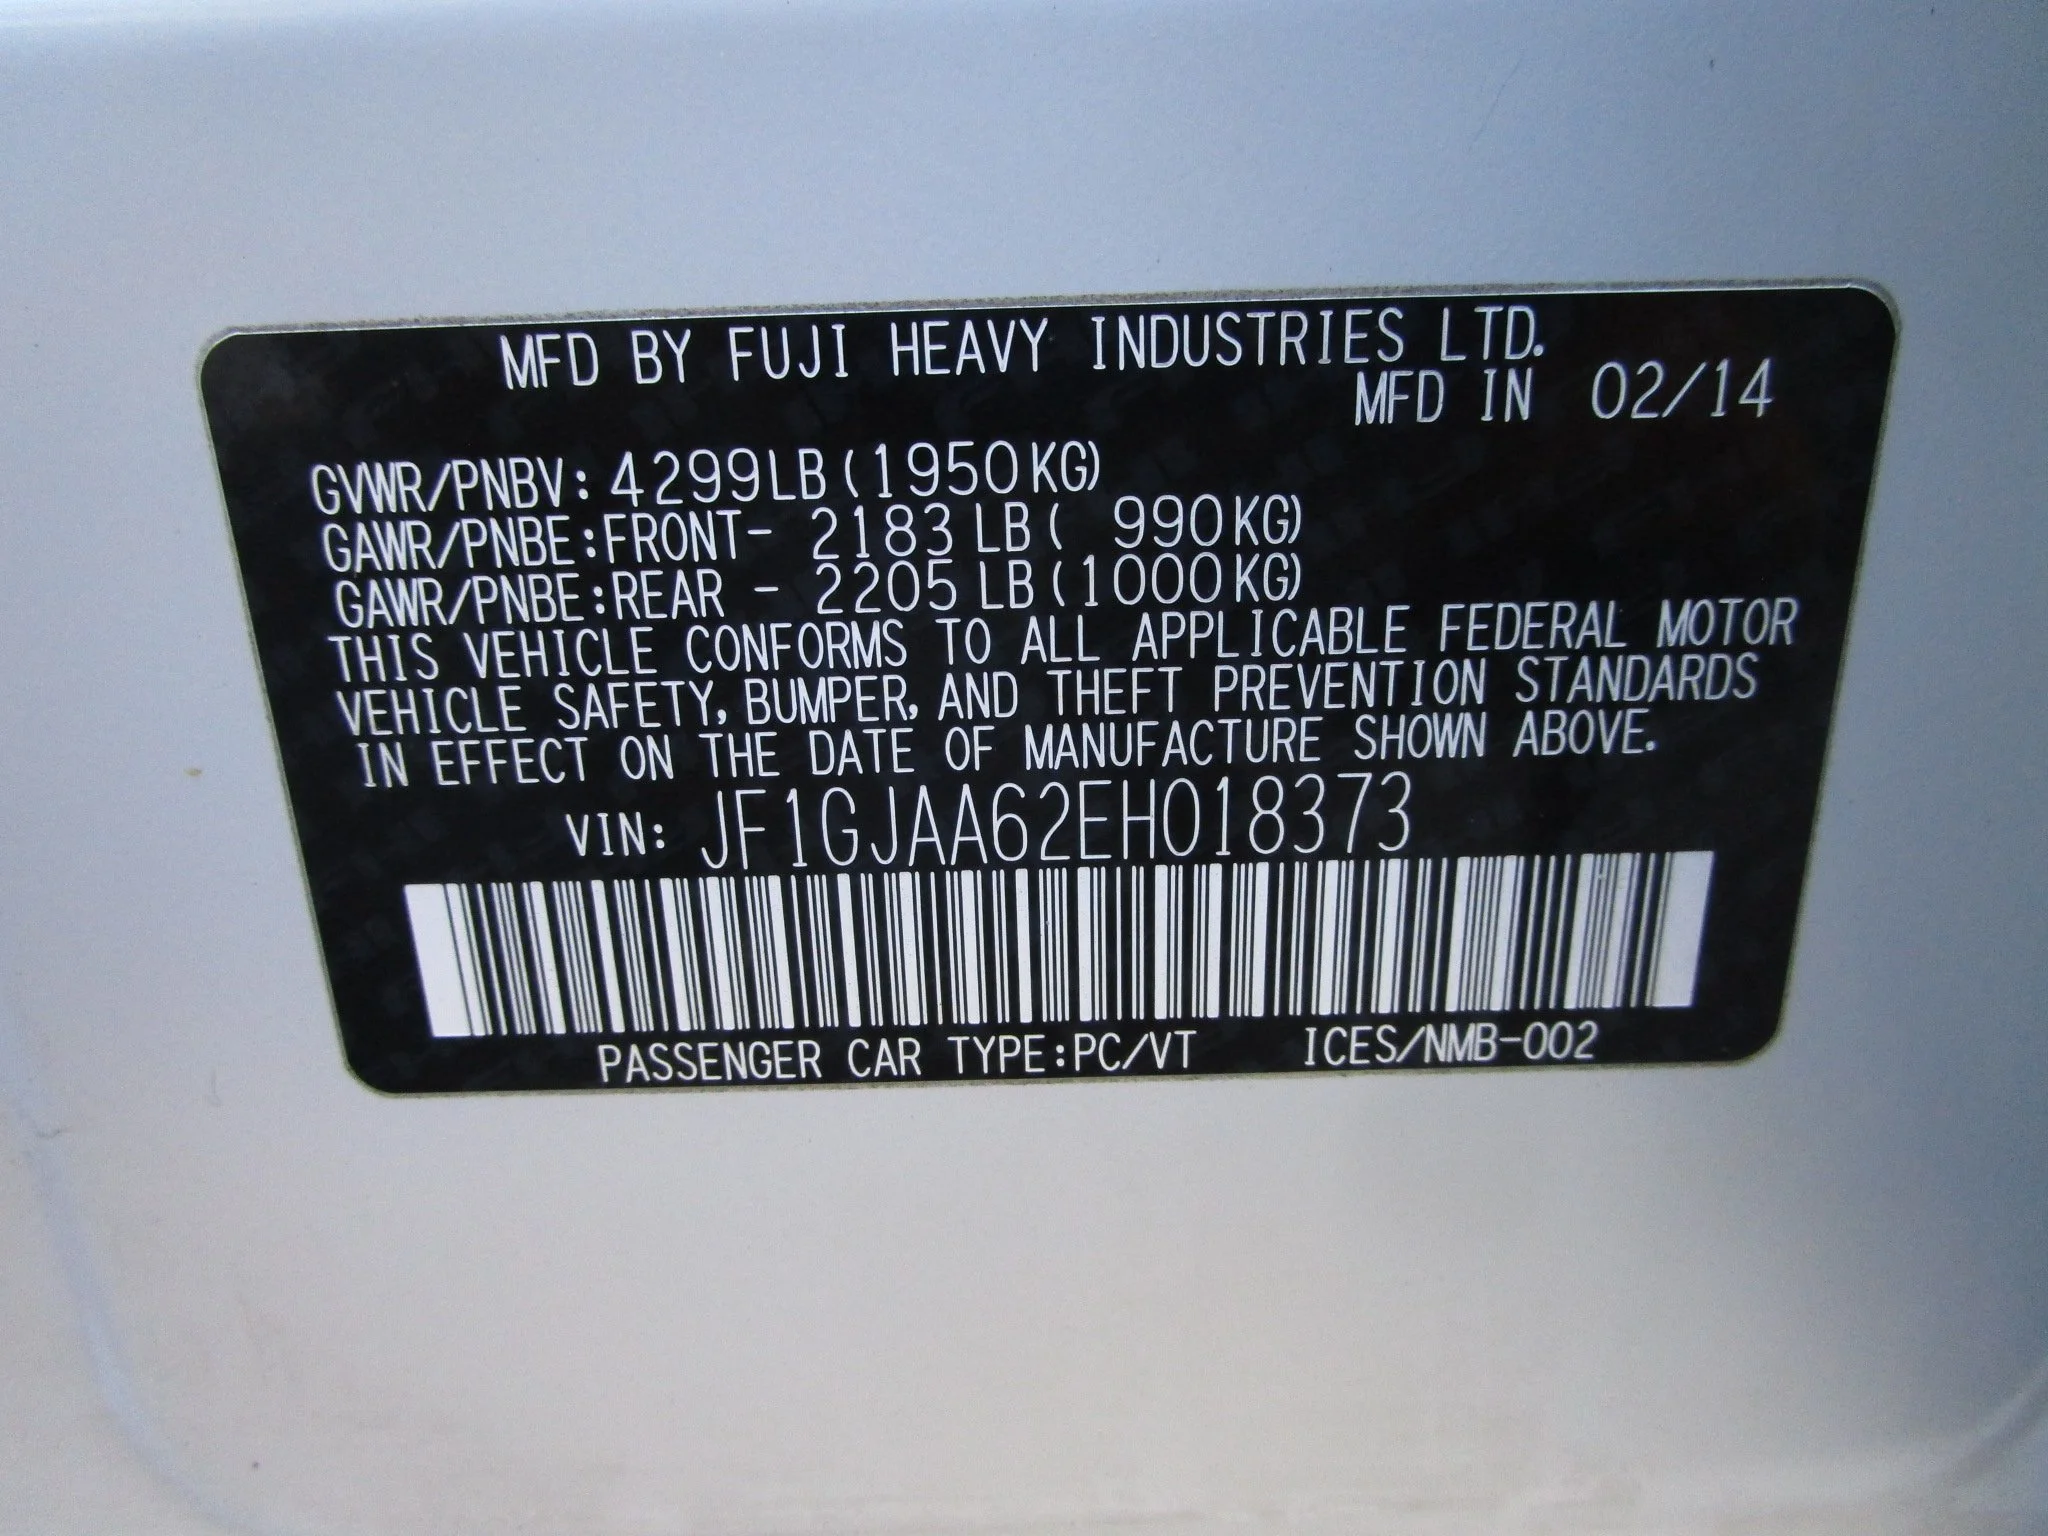 MFD BY FUJI HEAVY INDUSTRIES LTD.
MFD IN 02/14
GVWR/PNBV: 4299LB(1950KG)
GAWR/PNBE:FRONT- 2183 LB( 990KG)
GAWR/PNBE:REAR - 2205 LB(1000KG)
THIS VEHICLE CONFORMS TO ALL APPLICABLE FEDERAL MOTOR
VEHICLE SAFETY, BUMPER, AND THEFT PREVENTION STANDARDS
IN EFFECT ON THE DATE OF MANUFACTURE SHOWN ABOVE.
VIN: JF1GJAA62EH018373
PASSENGER CAR TYPE:PC/VT ICES/NMB-002